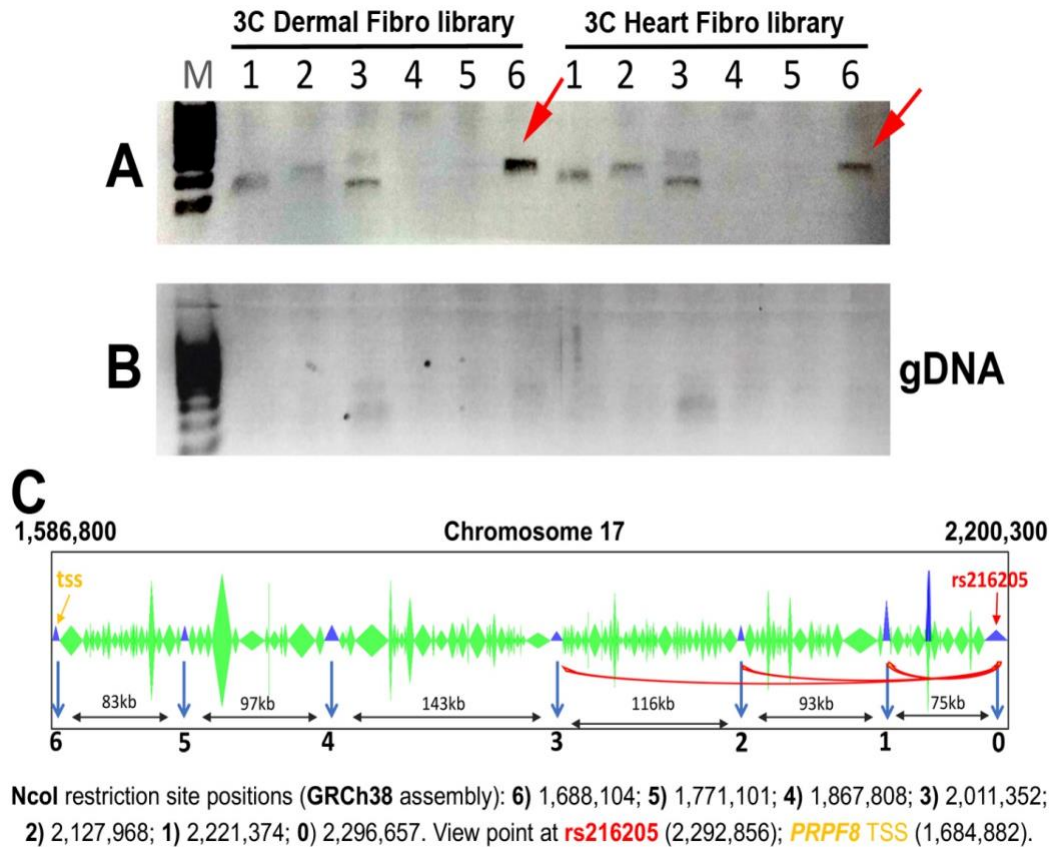 3C Dermal Fibro library 3C Heart Fibro library
M 1 2 3 4 5 6 1 2 3 4 5 6
A
B gDNA
C
1,586,800 Chromosome 17 2,200,300
tss rs216205
83kb 97kb 143kb 116kb 93kb 75kb
6 5 4 3 2 1 0
NcoI restriction site positions (GRCh38 assembly): 6) 1,688,104; 5) 1,771,101; 4) 1,867,808; 3) 2,011,352;
2) 2,127,968; 1) 2,221,374; 0) 2,296,657. View point at rs216205 (2,292,856); PRPF8 TSS (1,684,882).